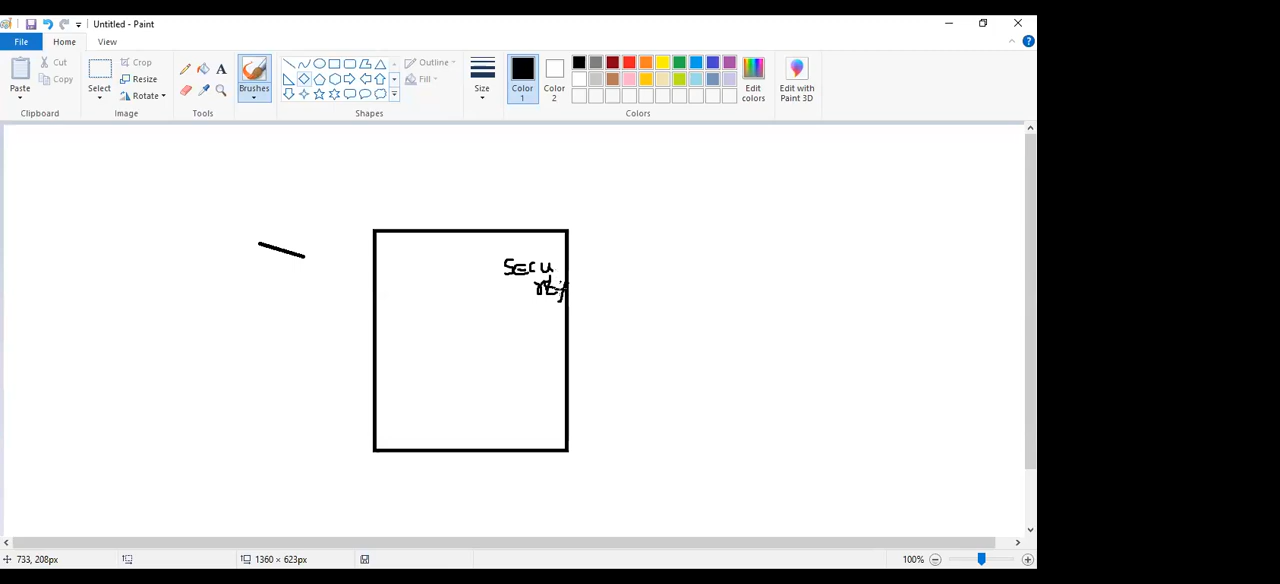 Untitled - Paint
File Home View
Paste Cut
Copy
Clipboard
Select Crop
Resize
Rotate
Image
Tools
Brushes
Outline
Fill
Shapes
Size
Color 1
Color 2
Edit colors
Colors
Edit with Paint 3D
Secu
rity
733, 208px
1360 × 623px
100%